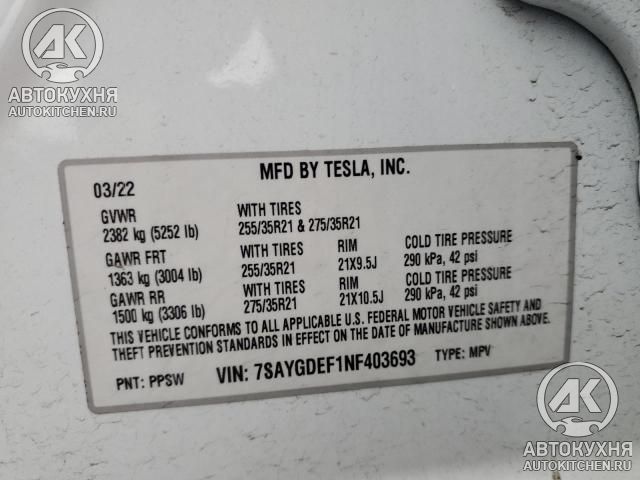 AK
АВТОКУХНЯ
AUTOKITCHEN.RU
MFD BY TESLA, INC.
03/22
GVWR WITH TIRES
2382 kg (5252 lb) 255/35R21 & 275/35R21
GAWR FRT WITH TIRES RIM COLD TIRE PRESSURE
1363 kg (3004 lb) 255/35R21 21X9.5J 290 kPa, 42 psi
GAWR RR WITH TIRES RIM COLD TIRE PRESSURE
1500 kg (3306 lb) 275/35R21 21X10.5J 290 kPa, 42 psi
THIS VEHICLE CONFORMS TO ALL APPLICABLE U.S. FEDERAL MOTOR VEHICLE SAFETY AND
THEFT PREVENTION STANDARDS IN EFFECT ON THE DATE OF MANUFACTURE SHOWN ABOVE.
PNT: PPSW VIN: 7SAYGDEF1NF403693 TYPE: MPV
AK
АВТОКУХНЯ
AUTOKITCHEN.RU